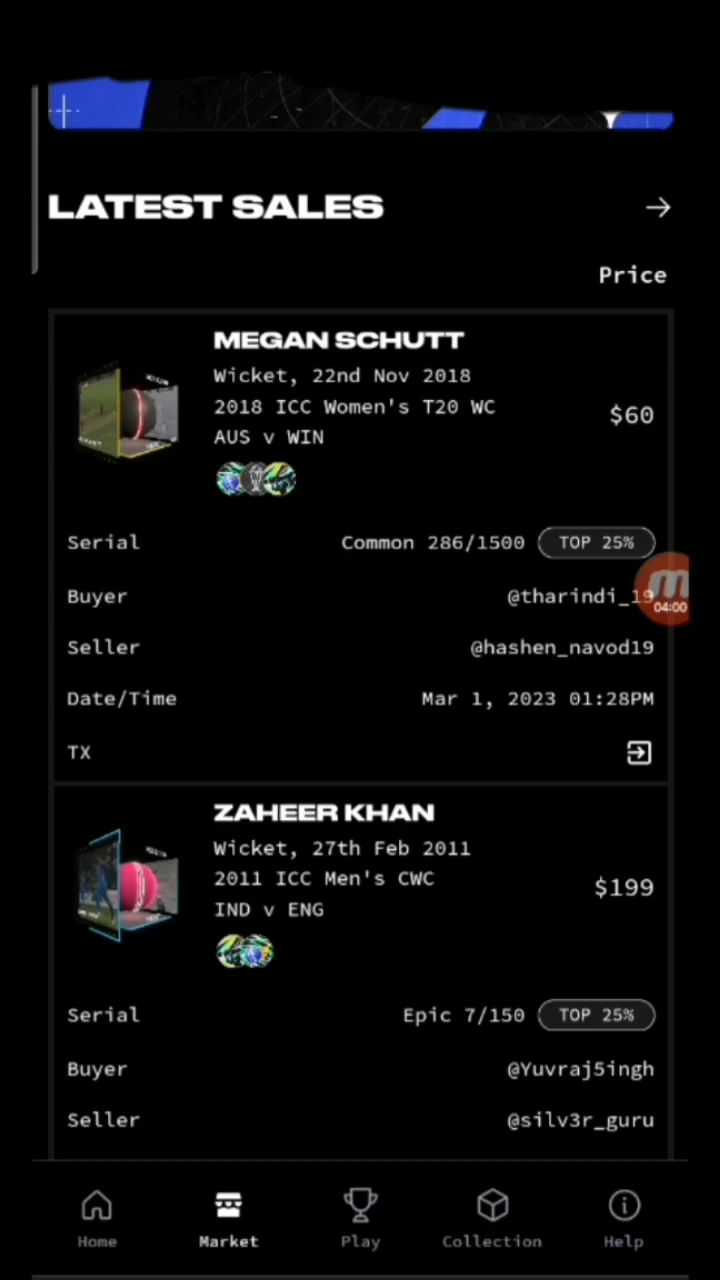 LATEST SALES
Price
MEGAN SCHUTT
Wicket, 22nd Nov 2018
2018 ICC Women's T20 WC
AUS v WIN
$60
Serial Common 286/1500 TOP 25%
Buyer @tharindi_19
04:00
Seller @hashen_navod19
Date/Time Mar 1, 2023 01:28PM
TX
ZAHEER KHAN
Wicket, 27th Feb 2011
2011 ICC Men's CWC
IND v ENG
$199
Serial Epic 7/150 TOP 25%
Buyer @Yuvraj5ingh
Seller @silv3r_guru
Home Market Play Collection Help